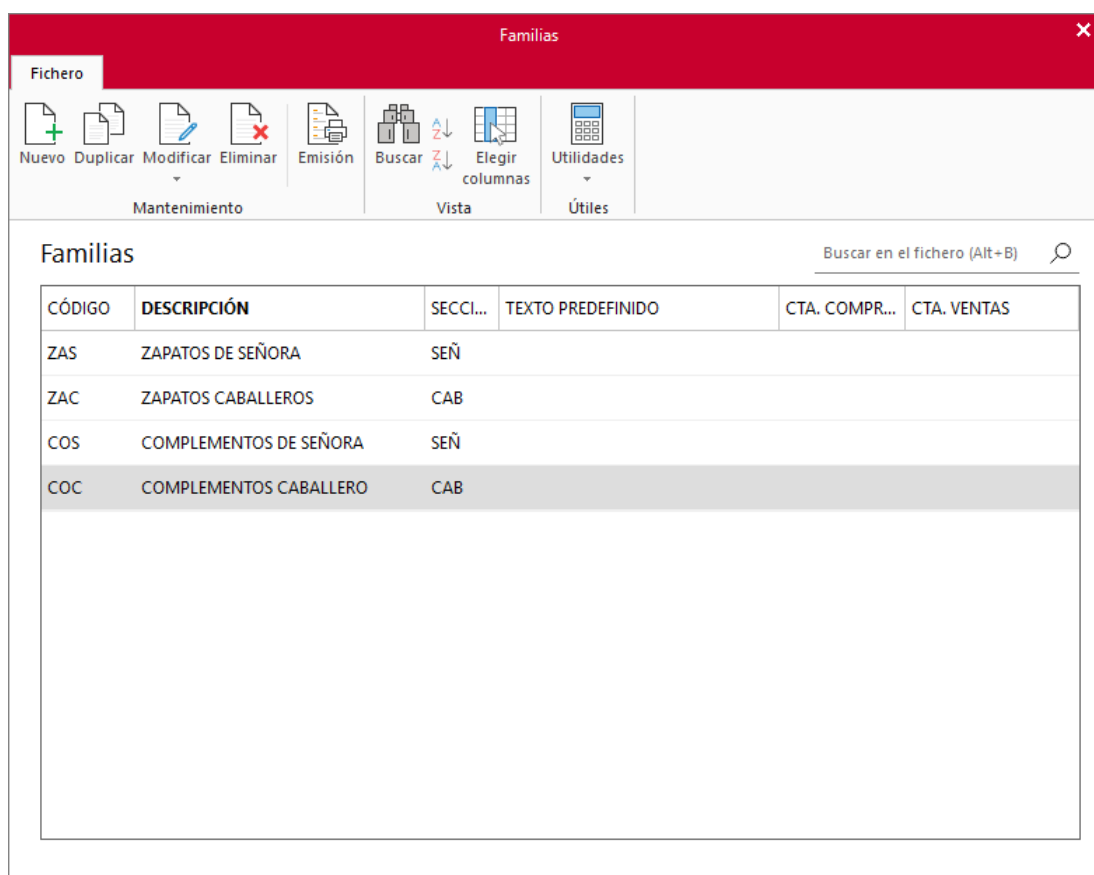 Familias
Fichero
Nuevo Duplicar Modificar Eliminar Emisión Buscar Elegir columnas Utilidades
Mantenimiento Vista Útiles
Familias Buscar en el fichero (Alt+B)
CÓDIGO DESCRIPCIÓN SECCI... TEXTO PREDEFINIDO CTA. COMPR... CTA. VENTAS
ZAS ZAPATOS DE SEÑORA SEÑ
ZAC ZAPATOS CABALLEROS CAB
COS COMPLEMENTOS DE SEÑORA SEÑ
COC COMPLEMENTOS CABALLERO CAB